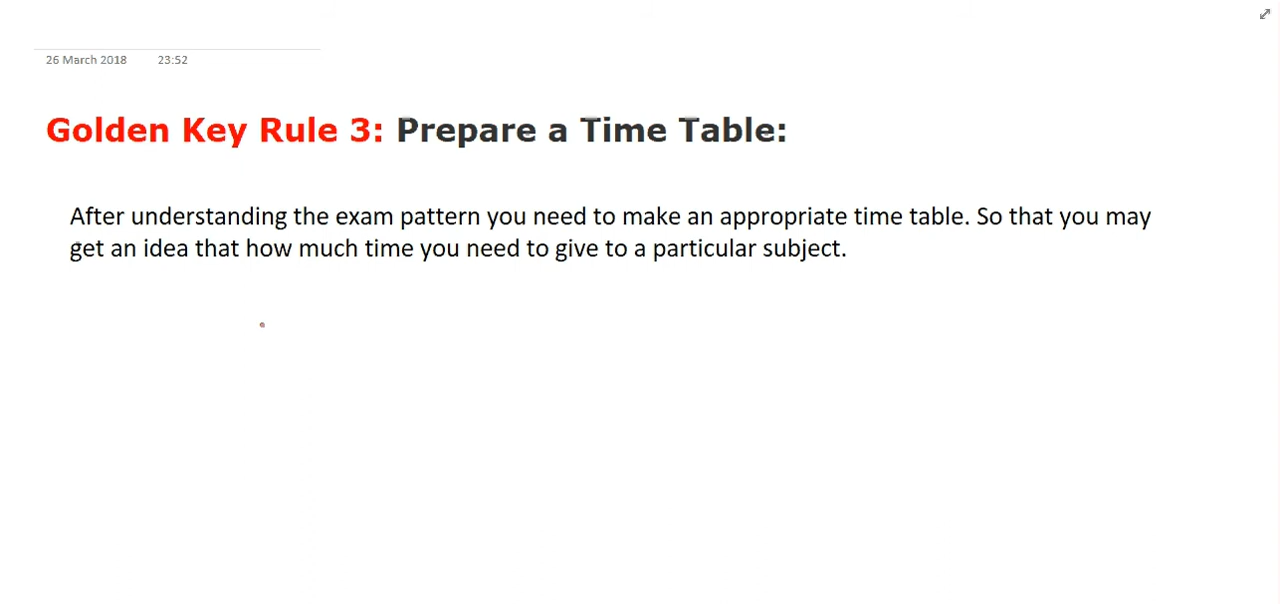 26 March 2018 23:52
Golden Key Rule 3: Prepare a Time Table:
After understanding the exam pattern you need to make an appropriate time table. So that you may
get an idea that how much time you need to give to a particular subject.